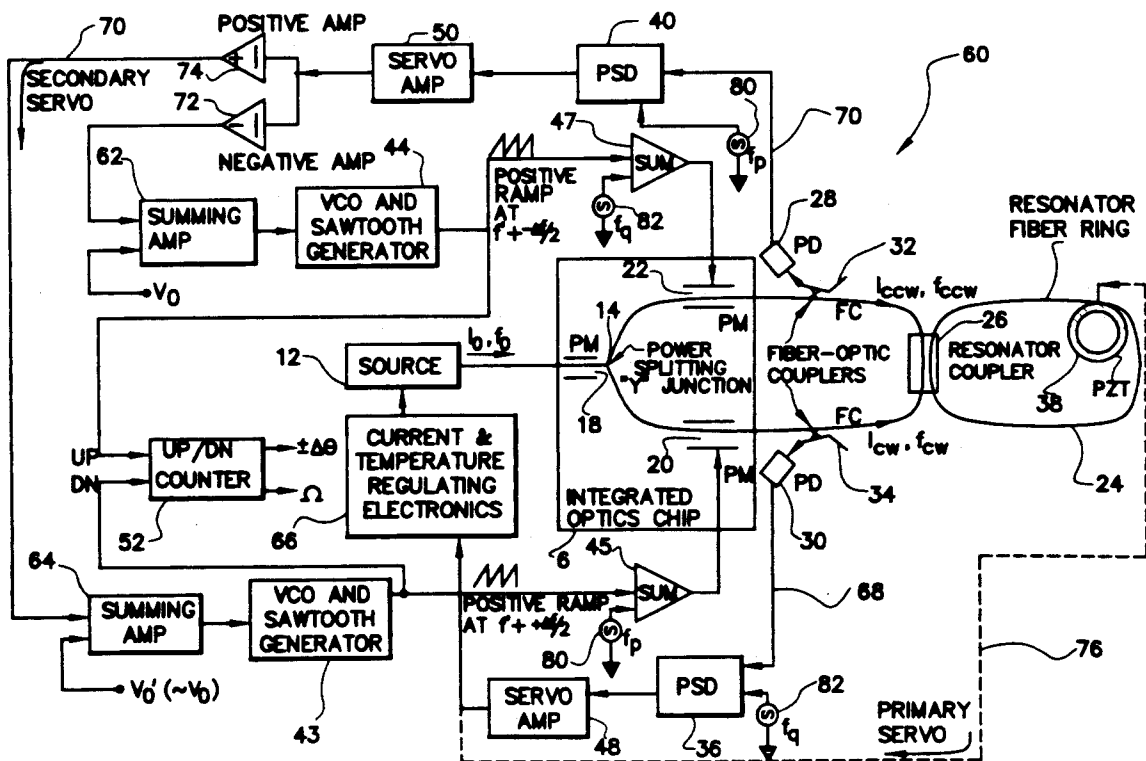 70
POSITIVE AMP
50
40
60
SECONDARY
SERVO
+
74
SERVO
AMP
PSD
80
fp
72
−
NEGATIVE AMP
47
SUM
70
62
44
POSITIVE
RAMP
AT
f'+-Δf/2
82
fq
28
PD
RESONATOR
FIBER RING
SUMMING
AMP
VCO AND
SAWTOOTH
GENERATOR
22
32
V0
ICCW, fCCW
14
PM
PM
FC
26
I0, f0
12
SOURCE
POWER
SPLITTING
"Y" JUNCTION
FIBER-OPTIC
COUPLERS
RESONATOR
COUPLER
38
PZT
18
FC
CURRENT &
TEMPERATURE
REGULATING
ELECTRONICS
20
PM
ICW, fCW
24
UP
DN
UP/DN
COUNTER
±Δθ
Ω
INTEGRATED
OPTICS CHIP
PD
34
52
66
6
30
64
45
SUMMING
AMP
VCO AND
SAWTOOTH
GENERATOR
SUM
68
POSITIVE RAMP
AT f'++Δf/2
80
fp
76
V0' (~V0)
43
SERVO
AMP
PSD
82
fq
PRIMARY
SERVO
48
36